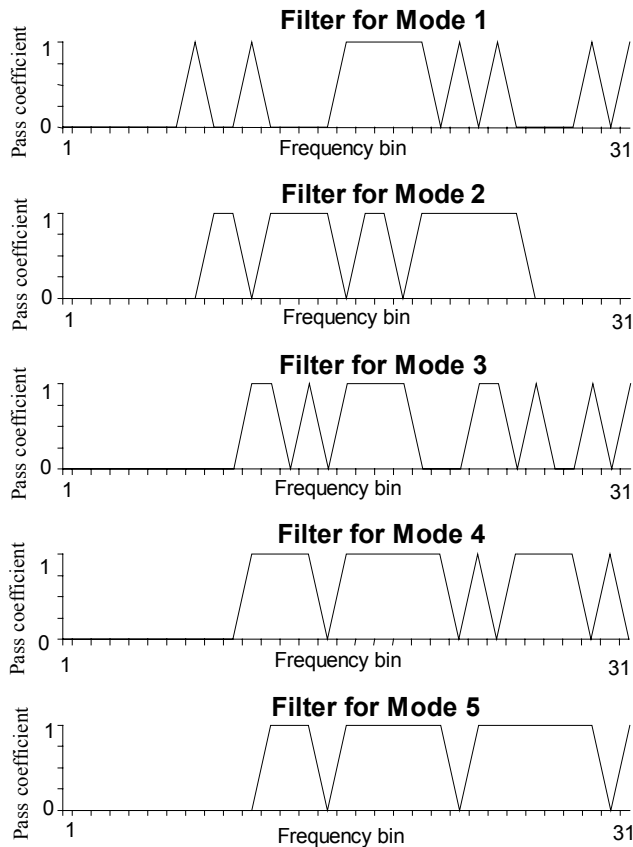 Filter for Mode 1
Pass coefficient
1
0
1
Frequency bin
31
Filter for Mode 2
Pass coefficient
1
0
1
Frequency bin
31
Filter for Mode 3
Pass coefficient
1
0
1
Frequency bin
31
Filter for Mode 4
Pass coefficient
1
0
1
Frequency bin
31
Filter for Mode 5
Pass coefficient
1
0
1
Frequency bin
31